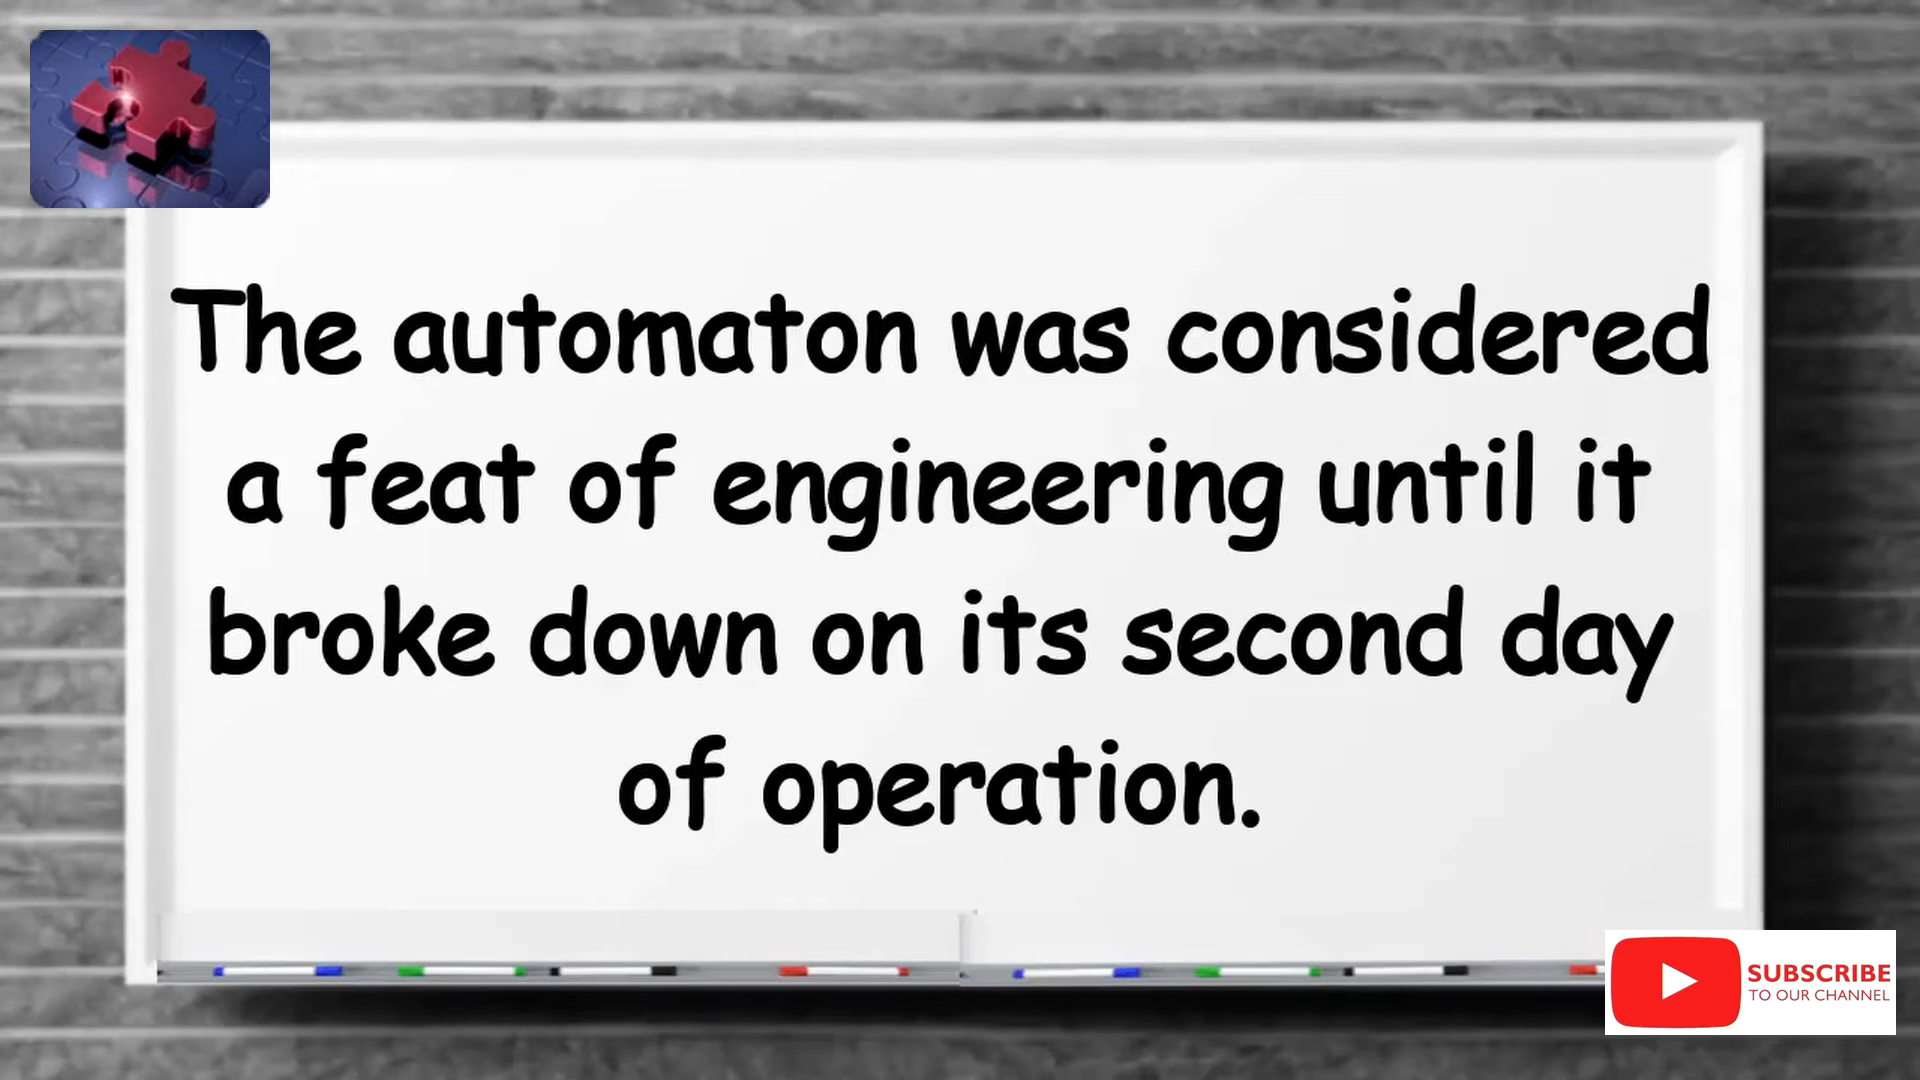 The automaton was considered
a feat of engineering until it
broke down on its second day
of operation.
SUBSCRIBE
TO OUR CHANNEL